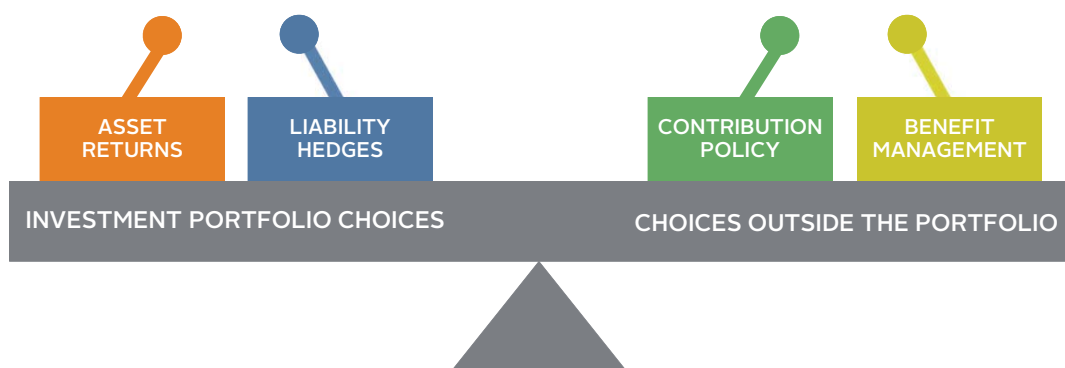 ASSET
RETURNS
LIABILITY
HEDGES
CONTRIBUTION
POLICY
BENEFIT
MANAGEMENT
INVESTMENT PORTFOLIO CHOICES
CHOICES OUTSIDE THE PORTFOLIO